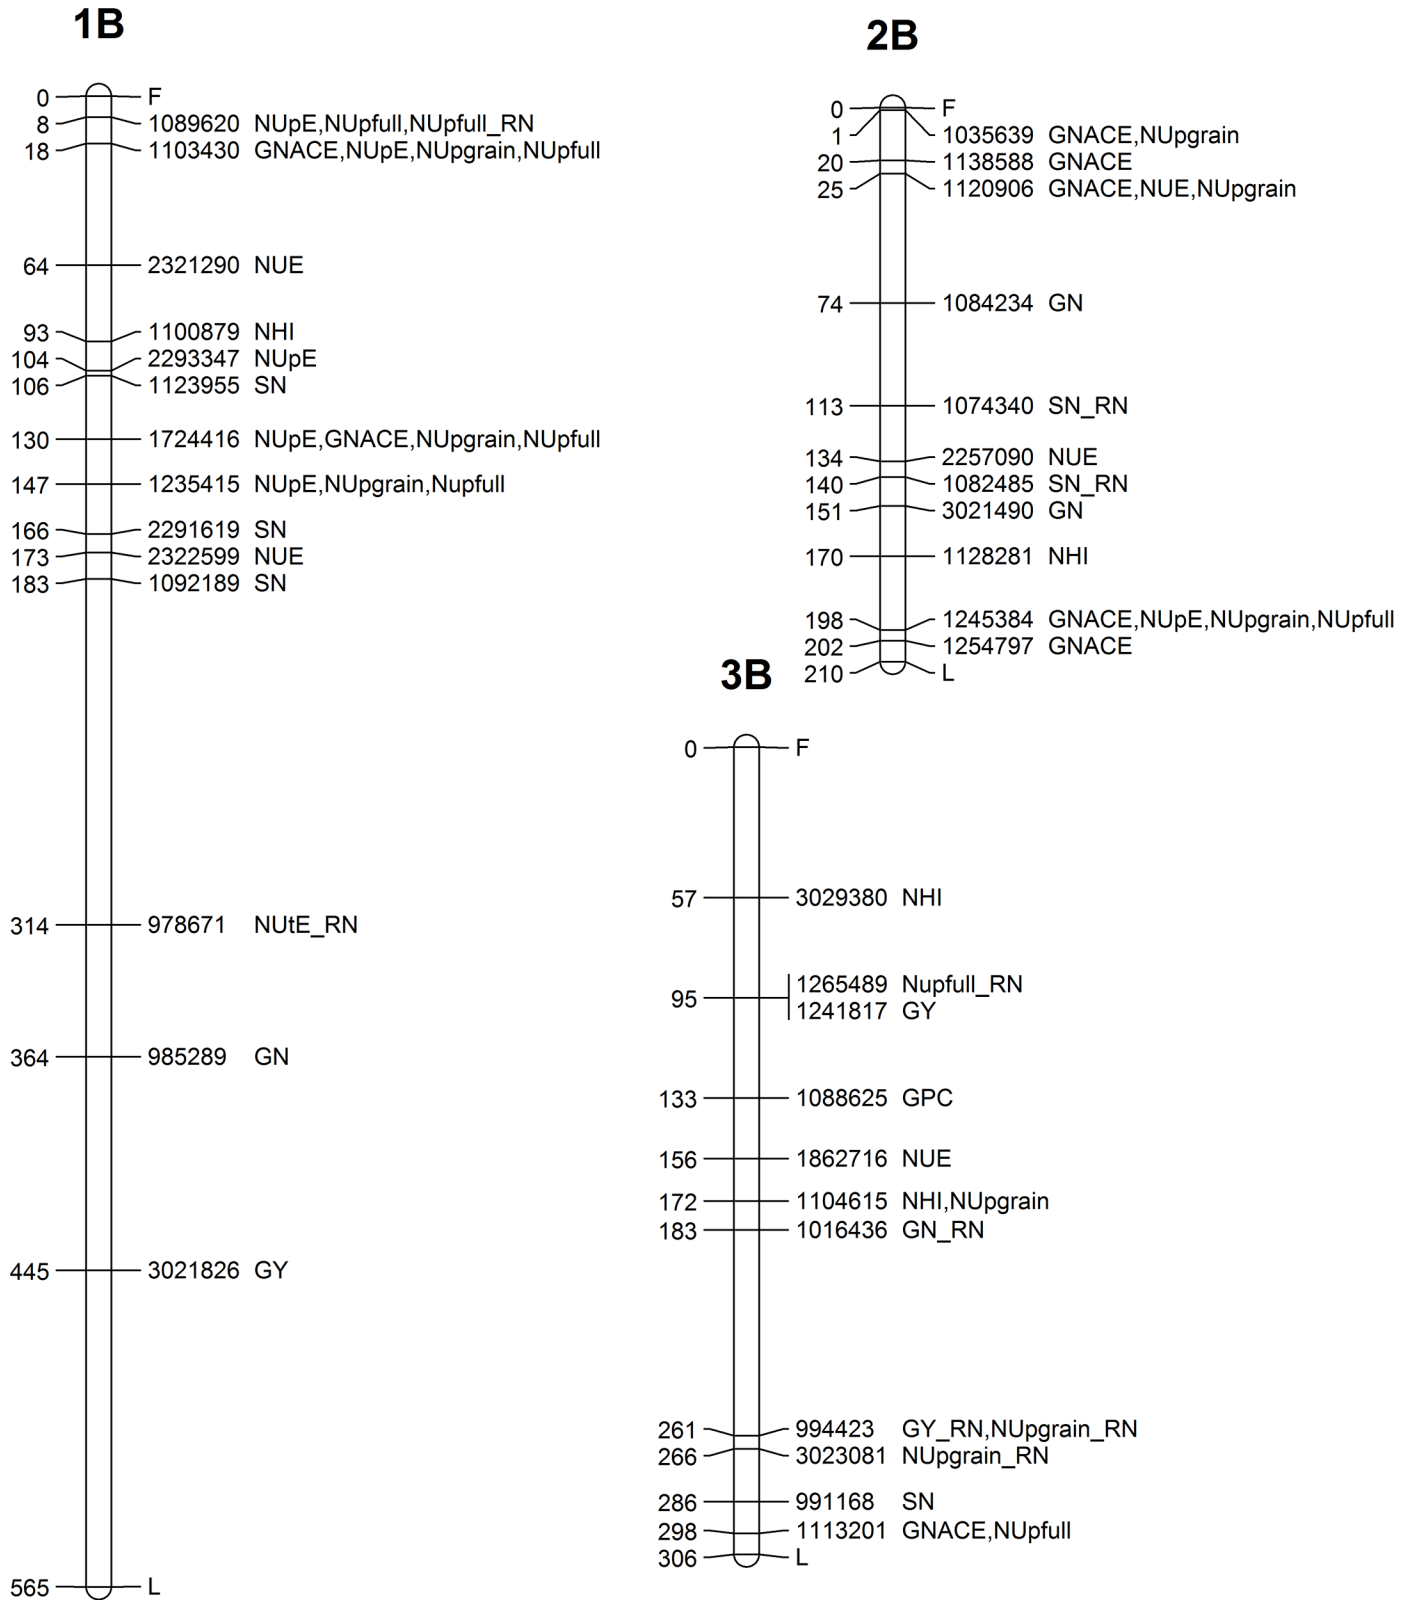 1B
0 F
8 1089620 NUpE,NUpfull,NUpfull_RN
18 1103430 GNACE,NUpE,NUpgrain,NUpfull
64 2321290 NUE
93 1100879 NHI
104 2293347 NUpE
106 1123955 SN
130 1724416 NUpE,GNACE,NUpgrain,NUpfull
147 1235415 NUpE,NUpgrain,Nupfull
166 2291619 SN
173 2322599 NUE
183 1092189 SN
314 978671 NUtE_RN
364 985289 GN
445 3021826 GY
565 L
2B
0 F
1 1035639 GNACE,NUpgrain
20 1138588 GNACE
25 1120906 GNACE,NUE,NUpgrain
74 1084234 GN
113 1074340 SN_RN
134 2257090 NUE
140 1082485 SN_RN
151 3021490 GN
170 1128281 NHI
198 1245384 GNACE,NUpE,NUpgrain,NUpfull
202 1254797 GNACE
210 L
3B
0 F
57 3029380 NHI
1265489 Nupfull_RN
95
1241817 GY
133 1088625 GPC
156 1862716 NUE
172 1104615 NHI,NUpgrain
183 1016436 GN_RN
261 994423 GY_RN,NUpgrain_RN
266 3023081 NUpgrain_RN
286 991168 SN
298 1113201 GNACE,NUpfull
306 L